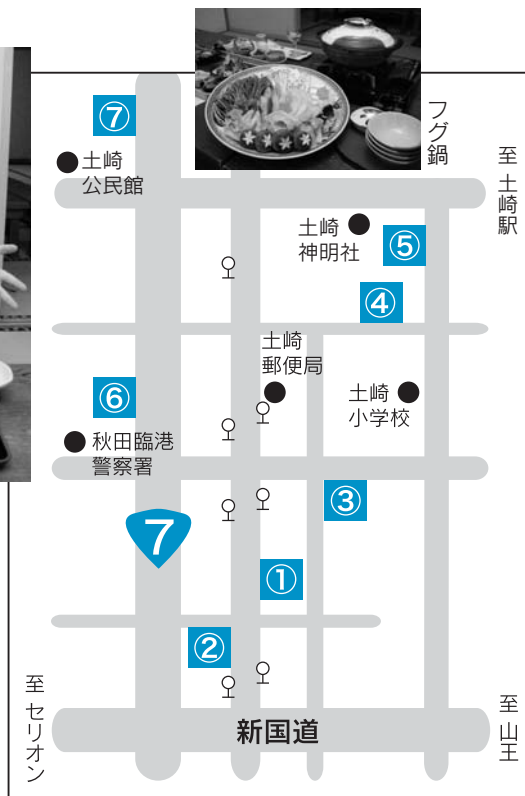 フグ鍋
至 土崎駅
⑦
土崎
公民館
土崎
神明社
⑤
④
土崎
郵便局
⑥
土崎
小学校
秋田臨港
警察署
③
7
①
②
至 セリオン
新国道
至 山王